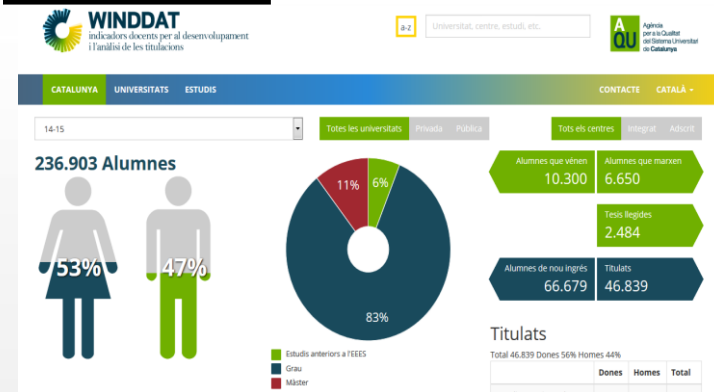 WINDDAT
indicadors docents per al desenvolupament
i l'anàlisi de les titulacions
a-z
Universitat, centre, estudi, etc.
AQU
Agència
per a la Qualitat
del Sistema Universitari
de Catalunya
CATALUNYA UNIVERSITATS ESTUDIS
CONTACTE CATALÀ
14-15
Totes les universitats Privada Pública
Tots els centres Integrat Adscrit
236.903 Alumnes
53%
47%
11%
6%
83%
Estudis anteriors a l'EEES
Grau
Màster
Alumnes que vénen
10.300
Alumnes que marxen
6.650
Tesis llegides
2.484
Alumnes de nou ingrés
66.679
Titulats
46.839
Titulats
Total 46.839 Dones 56% Homes 44%
Dones Homes Total